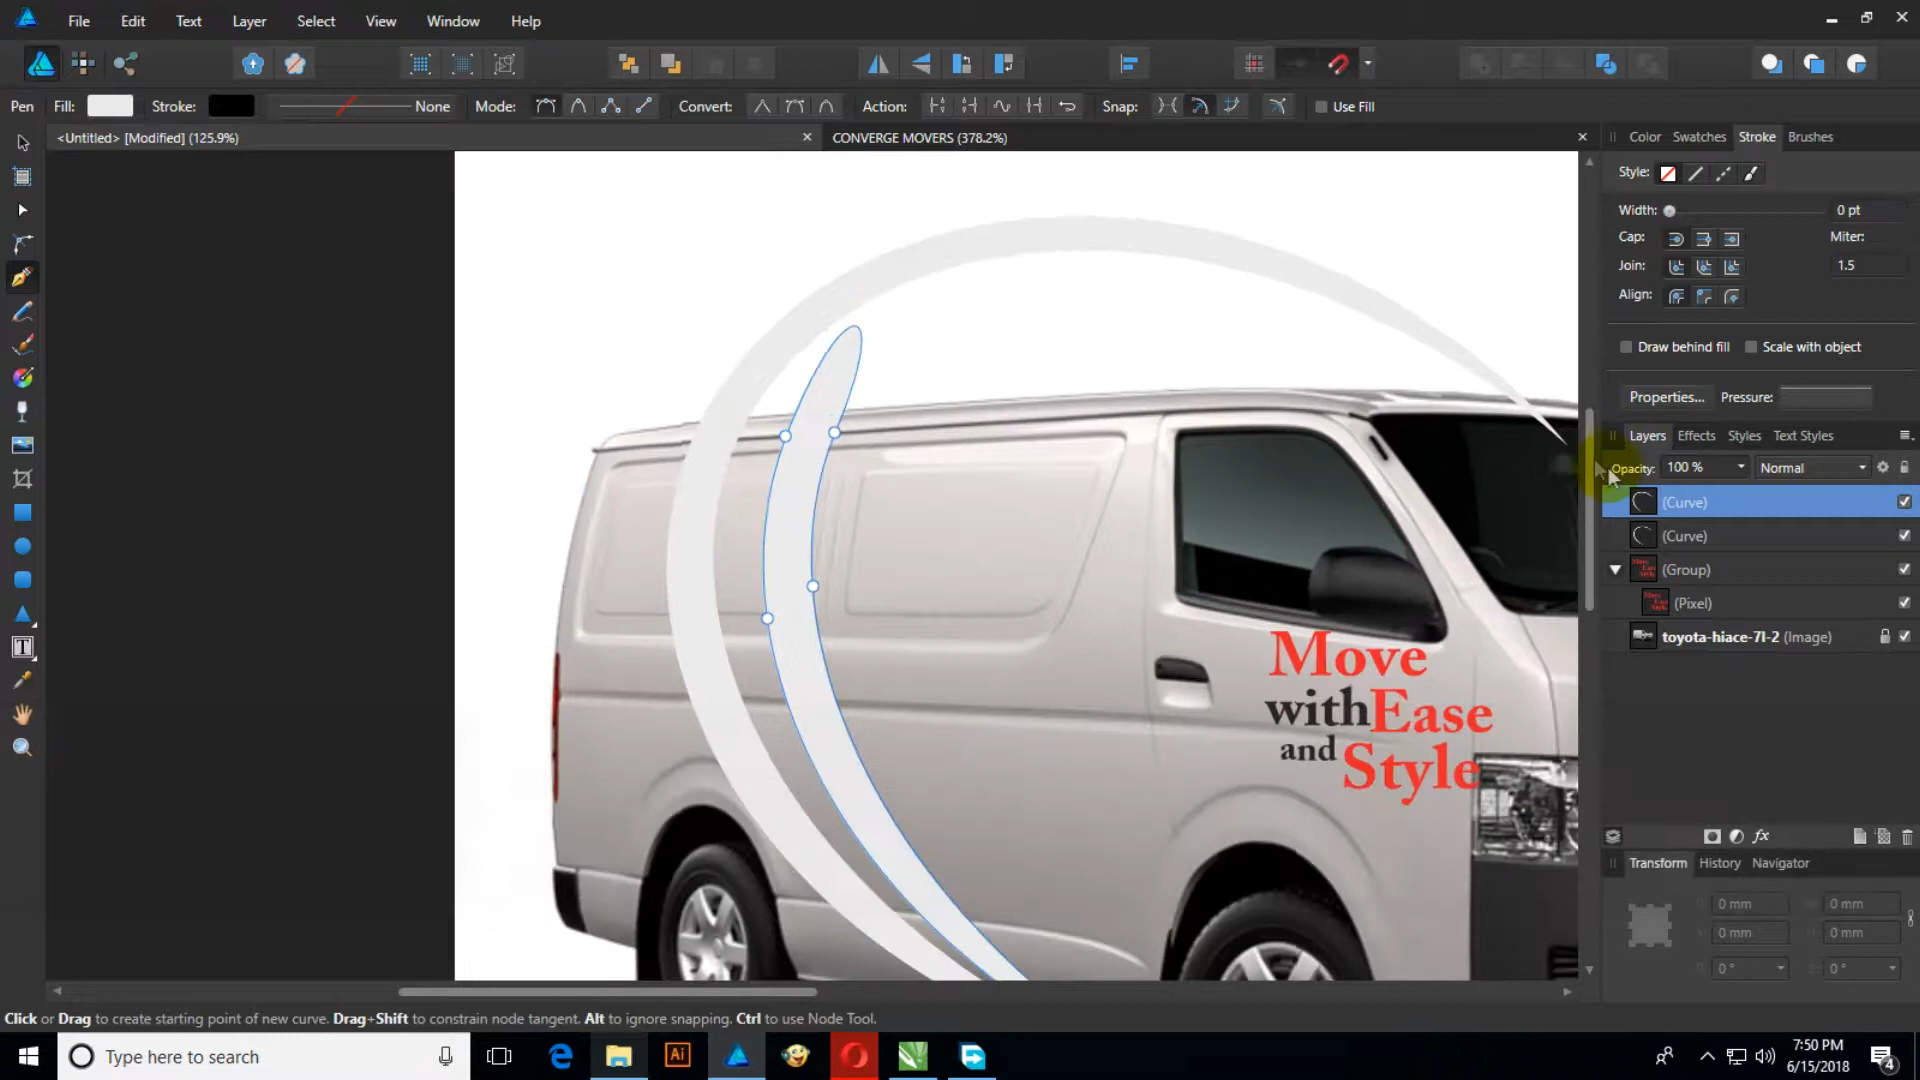 File Edit Text Layer Select View Window Help
Pen Fill: Stroke: None Mode: Convert: Action: Snap: Use Fill
<Untitled> [Modified] (125.9%)
CONVERGE MOVERS (378.2%)
Color Swatches Stroke Brushes
Style:
Width: 0 pt
Cap: Miter:
Join: 1.5
Align:
Draw behind fill Scale with object
Properties... Pressure:
Layers Effects Styles Text Styles
Opacity: 100 % Normal
(Curve)
(Curve)
(Group)
(Pixel)
toyota-hiace-7l-2 (Image)
Move
with Ease
and Style
Transform History Navigator
0 mm 0 mm
0 mm 0 mm
0 ° 0 °
Click or Drag to create starting point of new curve. Drag+Shift to constrain node tangent. Alt to ignore snapping. Ctrl to use Node Tool.
Type here to search
Ai
7:50 PM
6/15/2018
4